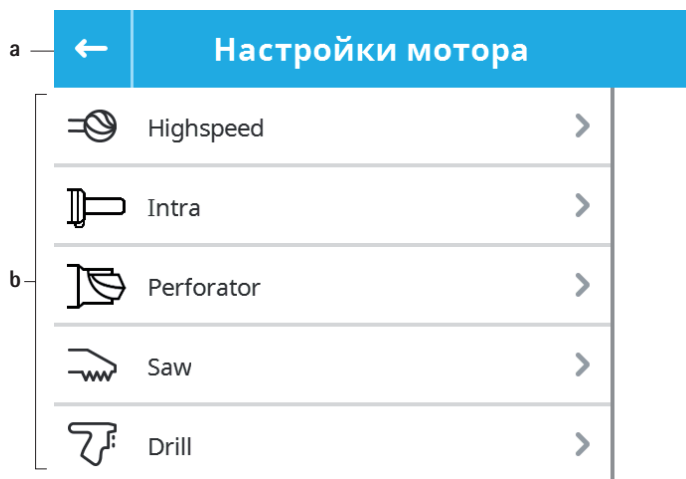 a
Настройки мотора
b
Highspeed
Intra
Perforator
Saw
Drill